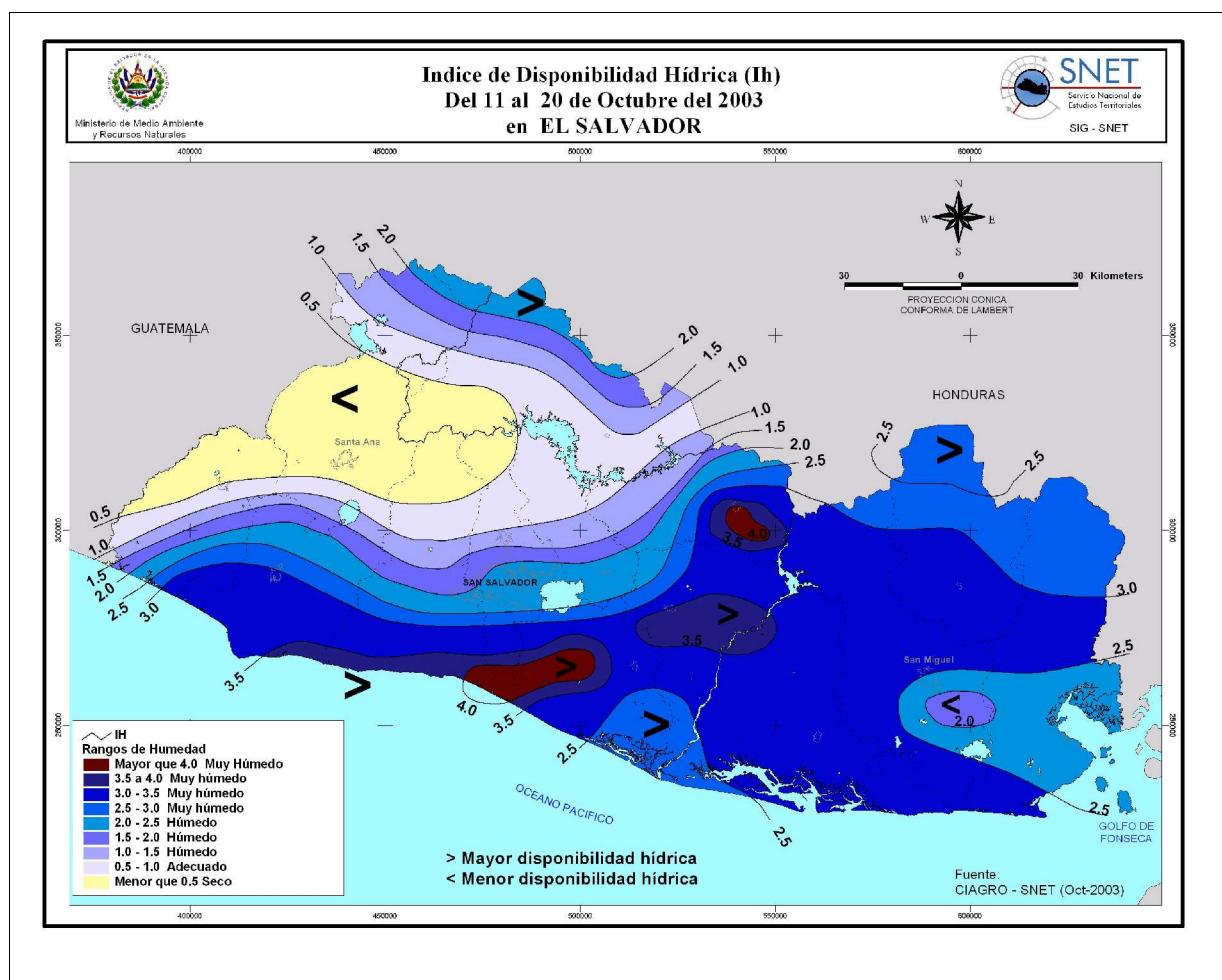 Indice de Disponibilidad Hídrica (Ih)
Del 11 al 20 de Octubre del 2003
en EL SALVADOR
Ministerio de Medio Ambiente
y Recursos Naturales
SNET
Servicio Nacional de
Estudios Territoriales
SIG - SNET
400000
450000
500000
550000
600000
N
W
E
S
30
0
30 Kilometers
PROYECCION CONICA
CONFORMA DE LAMBERT
GUATEMALA
HONDURAS
350000
350000
300000
300000
2.0
1.5
1.0
0.5
>
2.0
1.5
1.0
<
Santa Ana
1.0
1.5
2.0
2.5
2.5
2.5
>
0.5
1.0
1.5
2.0
2.5
3.0
4.0
3.5
SAN SALVADOR
3.0
>
3.5
San Miguel
2.5
3.5
>
>
4.0
3.5
>
2.5
<
2.0
2.5
2.5
OCEANO PACIFICO
GOLFO DE
FONSECA
IH
Rangos de Humedad
Mayor que 4.0 Muy Húmedo
3.5 a 4.0 Muy húmedo
3.0 - 3.5 Muy húmedo
2.5 - 3.0 Muy húmedo
2.0 - 2.5 Húmedo
1.5 - 2.0 Húmedo
1.0 - 1.5 Húmedo
0.5 - 1.0 Adecuado
Menor que 0.5 Seco
> Mayor disponibilidad hídrica
< Menor disponibilidad hídrica
Fuente:
CIAGRO - SNET (Oct-2003)
400000
450000
500000
550000
600000